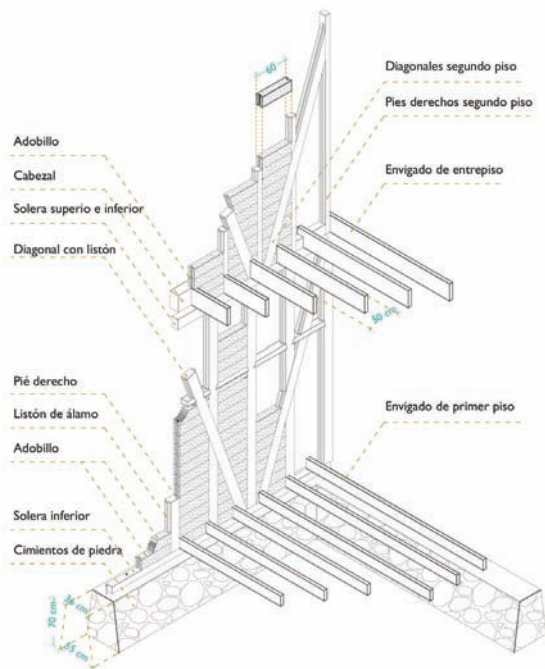 60
Diagonales segundo piso
Pies derechos segundo piso
Adobillo
Cabezal
Envigado de entrepiso
Solera superio e inferior
Diagonal con listón
50 cm
Pié derecho
Listón de álamo
Envigado de primer piso
Adobillo
Solera inferior
Cimientos de piedra
36 cm
70 cm
55 cm